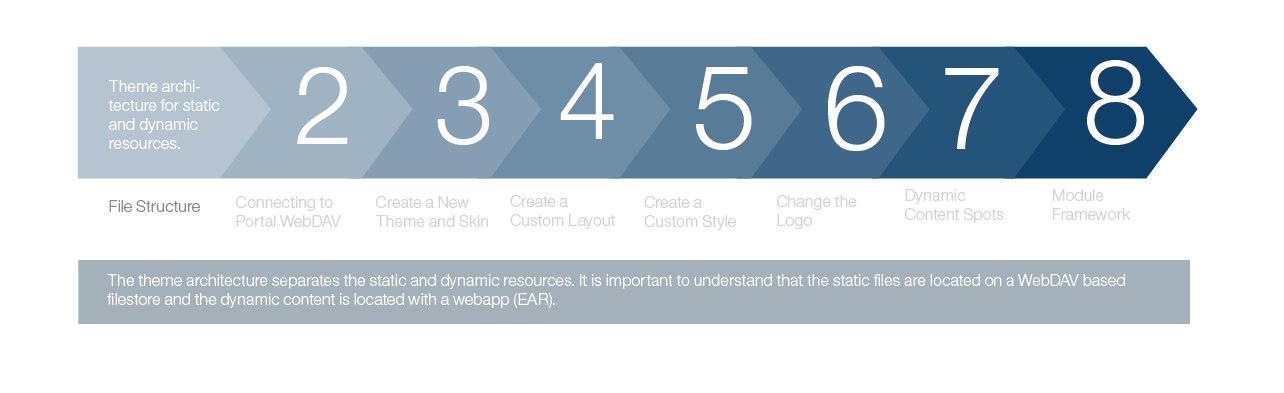 Theme archi-
tecture for static
and dynamic
resources.
2
3
4
5
6
7
8
File Structure
Connecting to
Portal WebDAV
Create a New
Theme and Skin
Create a
Custom Layout
Create a
Custom Style
Change the
Logo
Dynamic
Content Spots
Module
Framework
The theme architecture separates the static and dynamic resources. It is important to understand that the static files are located on a WebDAV based
filestore and the dynamic content is located with a webapp (EAR).